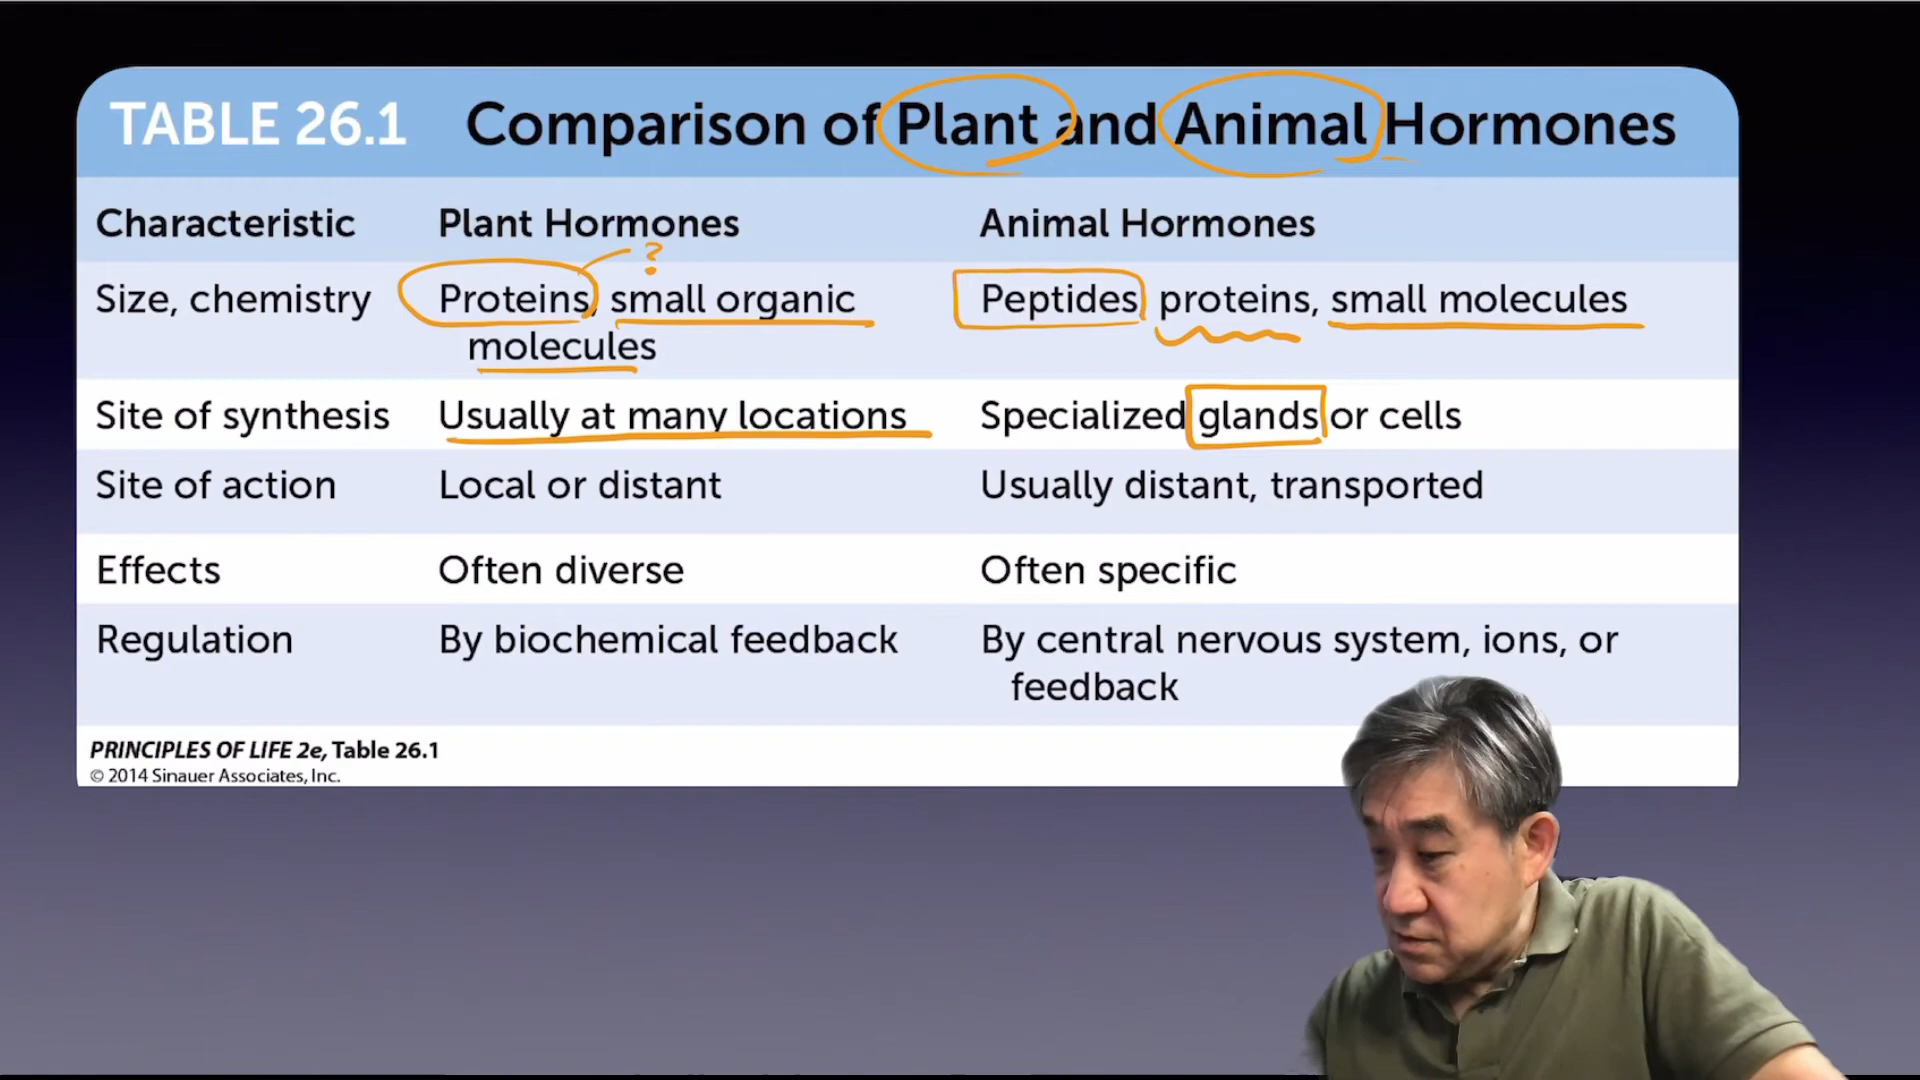 TABLE 26.1 Comparison of Plant and Animal Hormones
Characteristic Plant Hormones Animal Hormones
?
Size, chemistry Proteins, small organic Peptides, proteins, small molecules
molecules
Site of synthesis Usually at many locations Specialized glands or cells
Site of action Local or distant Usually distant, transported
Effects Often diverse Often specific
Regulation By biochemical feedback By central nervous system, ions, or
feedback
PRINCIPLES OF LIFE 2e, Table 26.1
© 2014 Sinauer Associates, Inc.